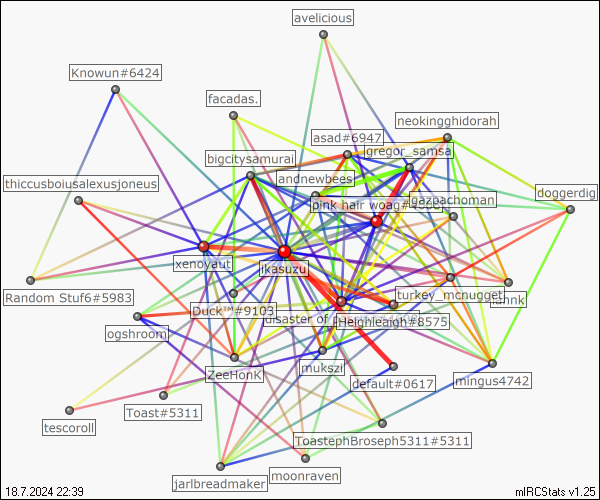 avelicious
Knowun#6424
facadas.
neokingghidorah
asad#6947
gregor_samsa
bigcitysamurai
andnewbees
thiccusboiusalexusjoneus
doggerdig
gazpachoman
pink hair woag#
xenoyaut
ikasuzu
Random Stuf6#5983
turkey_mcnugget
Duck™#9103
disaster of
Heighleagh#8575
ogshroom
ZeeHonK
mukszi
default#0617
mingus4742
Toast#5311
tescoroll
ToastephBroseph5311#5311
moonraven
jarlbreadmaker
18.7.2024 22:39
mIRCStats v1.25